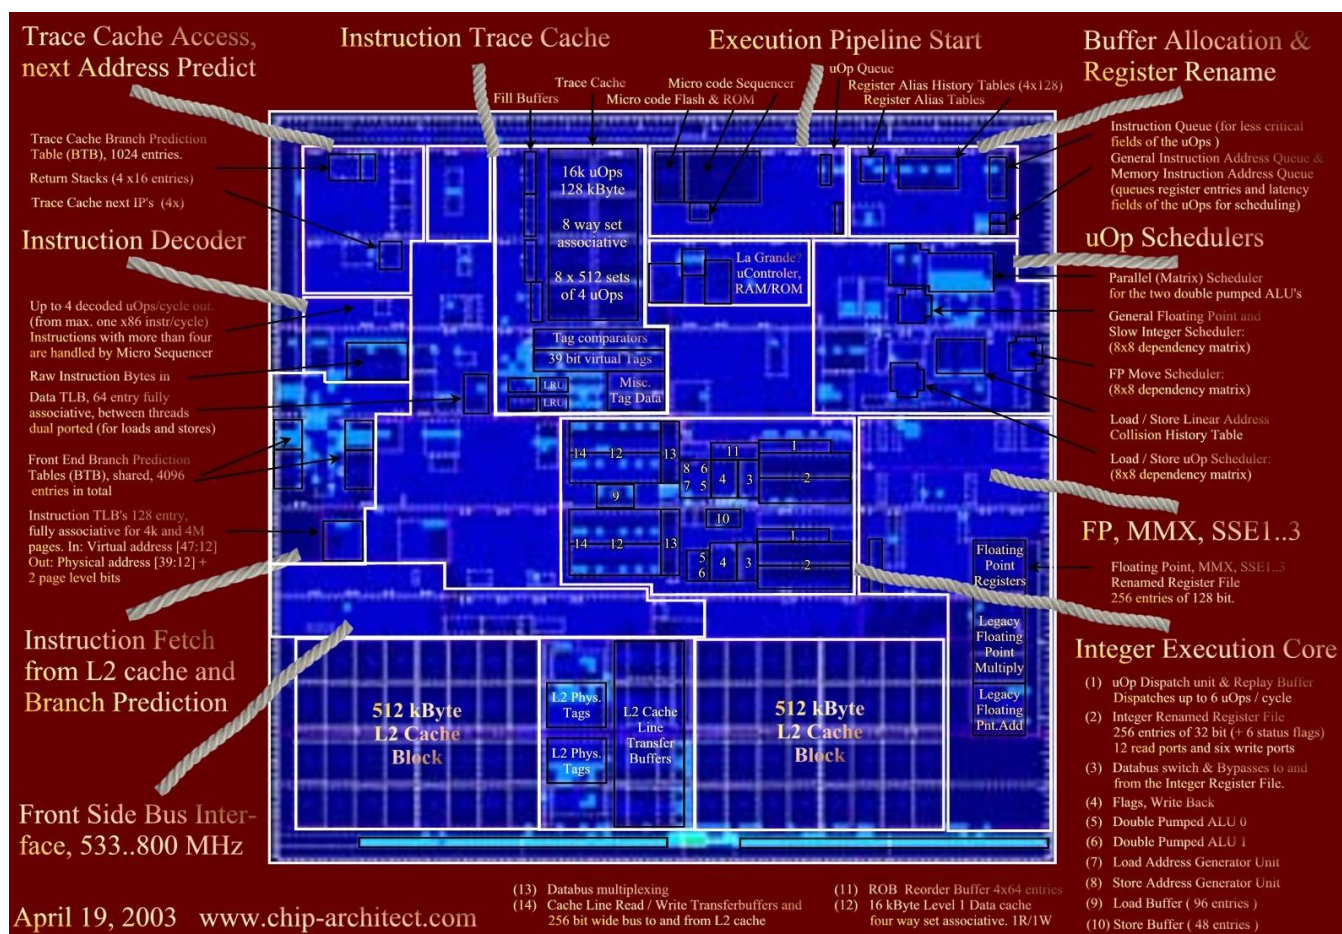 Trace Cache Access,
next Address Predict
Instruction Trace Cache
Execution Pipeline Start
Buffer Allocation &
Register Rename
Fill Buffers
Trace Cache
Micro code Sequencer
Micro code Flash & ROM
uOp Queue
Register Alias History Tables (4x128)
Register Alias Tables
Trace Cache Branch Prediction
Table (BTB), 1024 entries.
Return Stacks (4 x16 entries)
Trace Cache next IP's (4x)
Instruction Decoder
Up to 4 decoded uOps/cycle out.
(from max. one x86 instr/cycle)
Instructions with more than four
are handled by Micro Sequencer
Raw Instruction Bytes in
Data TLB, 64 entry fully
associative, between threads
dual ported (for loads and stores)
Front End Branch Prediction
Tables (BTB), shared, 4096
entries in total
Instruction TLB's 128 entry,
fully associative for 4k and 4M
pages. In: Virtual address [47:12]
Out: Physical address [39:12] +
2 page level bits
Instruction Fetch
from L2 cache and
Branch Prediction
Front Side Bus Inter-
face, 533..800 MHz
April 19, 2003 www.chip-architect.com
16k uOps
128 kByte
8 way set
associative
8 x 512 sets
of 4 uOps
Tag comparators
39 bit virtual Tags
LRU
LRU
Misc.
Tag Data
La Grande?
uControler,
RAM/ROM
14 12 13
11
1
8 6
7 5
4 3 2
9
10
14 12 13
1
5
6
4 3 2
Floating
Point
Registers
Legacy
Floating
Point
Multiply
Legacy
Floating
Pnt.Add
512 kByte
L2 Cache
Block
L2 Phys.
Tags
L2 Phys.
Tags
L2 Cache
Line
Transfer
Buffers
512 kByte
L2 Cache
Block
Instruction Queue (for less critical
fields of the uOps )
General Instruction Address Queue &
Memory Instruction Address Queue
(queues register entries and latency
fields of the uOps for scheduling)
uOp Schedulers
Parallel (Matrix) Scheduler
for the two double pumped ALU's
General Floating Point and
Slow Integer Scheduler:
(8x8 dependency matrix)
FP Move Scheduler:
(8x8 dependency matrix)
Load / Store Linear Address
Collision History Table
Load / Store uOp Scheduler:
(8x8 dependency matrix)
FP, MMX, SSE1..3
Floating Point, MMX, SSE1..3
Renamed Register File
256 entries of 128 bit.
Integer Execution Core
(1) uOp Dispatch unit & Replay Buffer
Dispatches up to 6 uOps / cycle
(2) Integer Renamed Register File
256 entries of 32 bit (+ 6 status flags)
12 read ports and six write ports
(3) Databus switch & Bypasses to and
from the Integer Register File.
(4) Flags, Write Back
(5) Double Pumped ALU 0
(6) Double Pumped ALU 1
(7) Load Address Generator Unit
(8) Store Address Generator Unit
(9) Load Buffer ( 96 entries )
(10) Store Buffer ( 48 entries )
(11) ROB Reorder Buffer 4x64 entries
(12) 16 kByte Level 1 Data cache
four way set associative. 1R/1W
(13) Databus multiplexing
(14) Cache Line Read / Write Transferbuffers and
256 bit wide bus to and from L2 cache